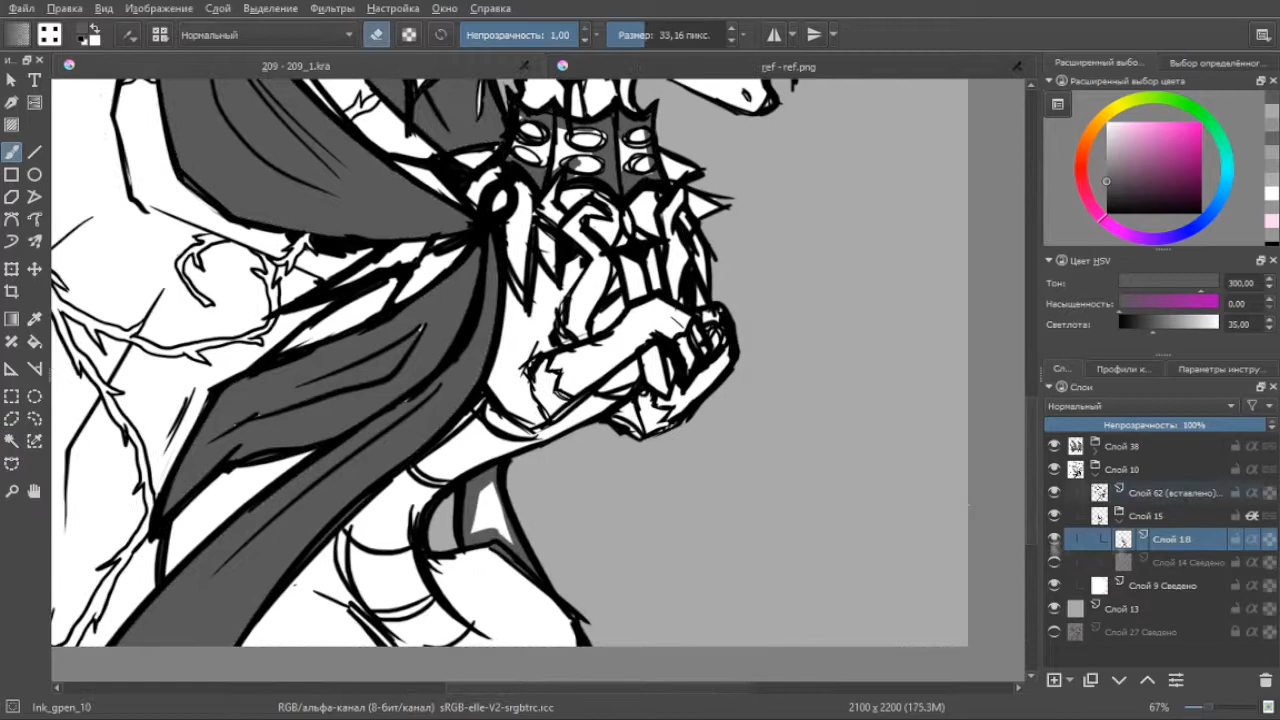 Файл Правка Вид Изображение Слой Выделение Фильтры Настройка Окно Справка
Нормальный Непрозрачность: 1,00 Размер: 33,16 пикс.
И...
209 - 209_1.kra
ref - ref.png
Расширенный выбо... Выбор определённог...
Расширенный выбор цвета
Цвет HSV
Тон: 300,00
Насыщенность: 0.00
Светлота: 35,00
Сл... Профили к... Параметры инстру...
Слои
Нормальный
Непрозрачность: 100%
Слой 38
Слой 10
Слой 62 (вставлено)...
Слой 15
Слой 18
Слой 14 Сведено
Слой 9 Сведено
Слой 13
Слой 27 Сведено
Ink_gpen_10 RGB/альфа-канал (8-бит/канал) sRGB-elle-V2-srgbtrc.icc 2100 x 2200 (175.3M) 67%